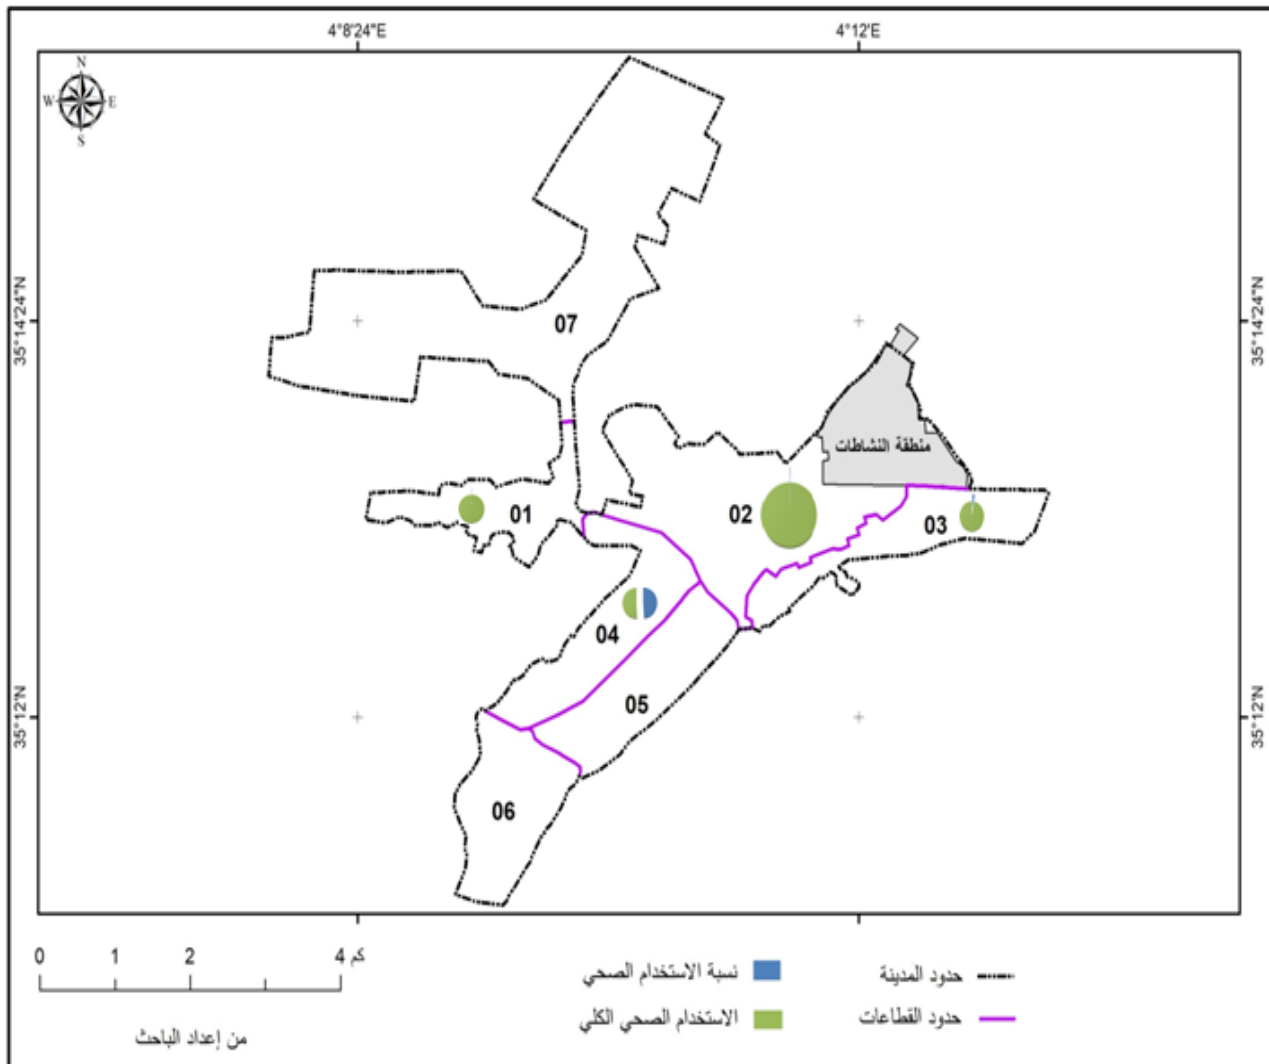 4°8'24"E
4°12'E
N
W E
S
35°14'24"N
35°14'24"N
07
منطقة النشاطات
01
02
03
04
05
35°12'N
35°12'N
06
0 1 2 4 كم
نسبة الاستخدام الصحي
حدود المدينة
الاستخدام الصحي الكلي
حدود القطاعات
من إعداد الباحث